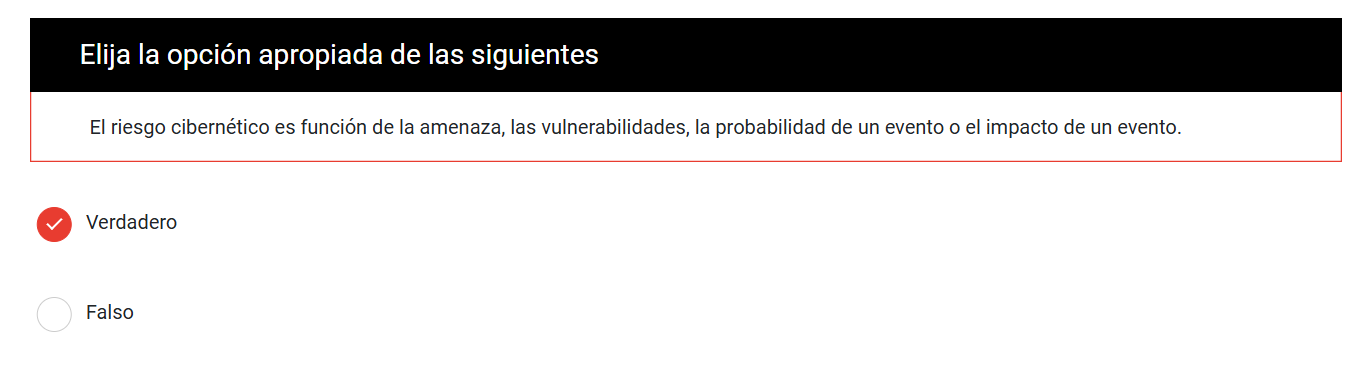 Elija la opción apropiada de las siguientes
El riesgo cibernético es función de la amenaza, las vulnerabilidades, la probabilidad de un evento o el impacto de un evento.
Verdadero
Falso